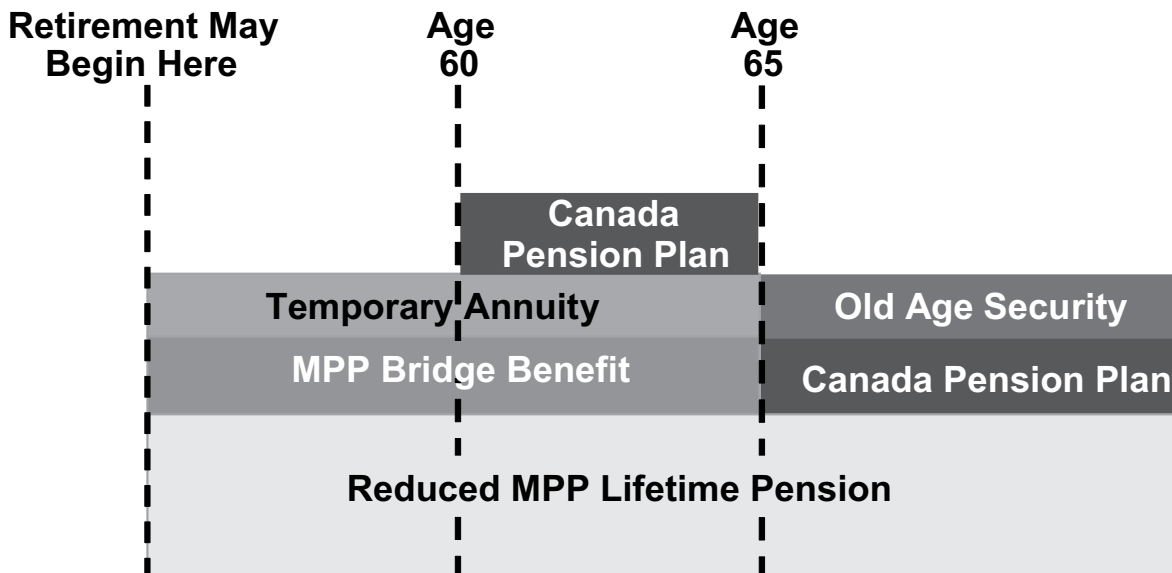 Retirement May
Begin Here
Age
60
Age
65
Canada
Pension Plan
Temporary Annuity
Old Age Security
MPP Bridge Benefit
Canada Pension Plan
Reduced MPP Lifetime Pension